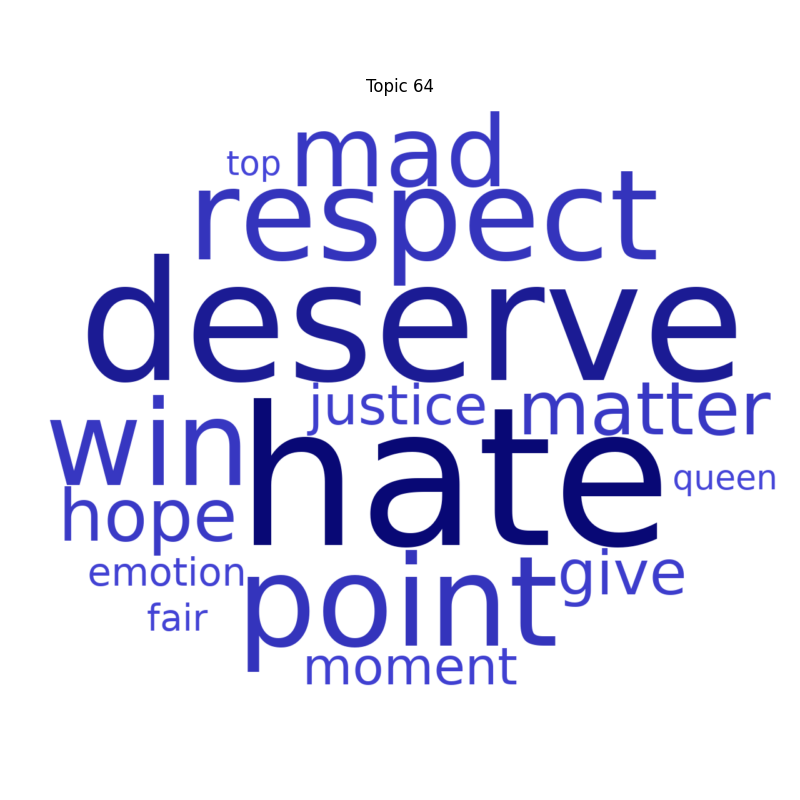 Topic 64
top mad
respect
deserve
justice matter
win hate
queen
hope
emotion
point give
fair
moment